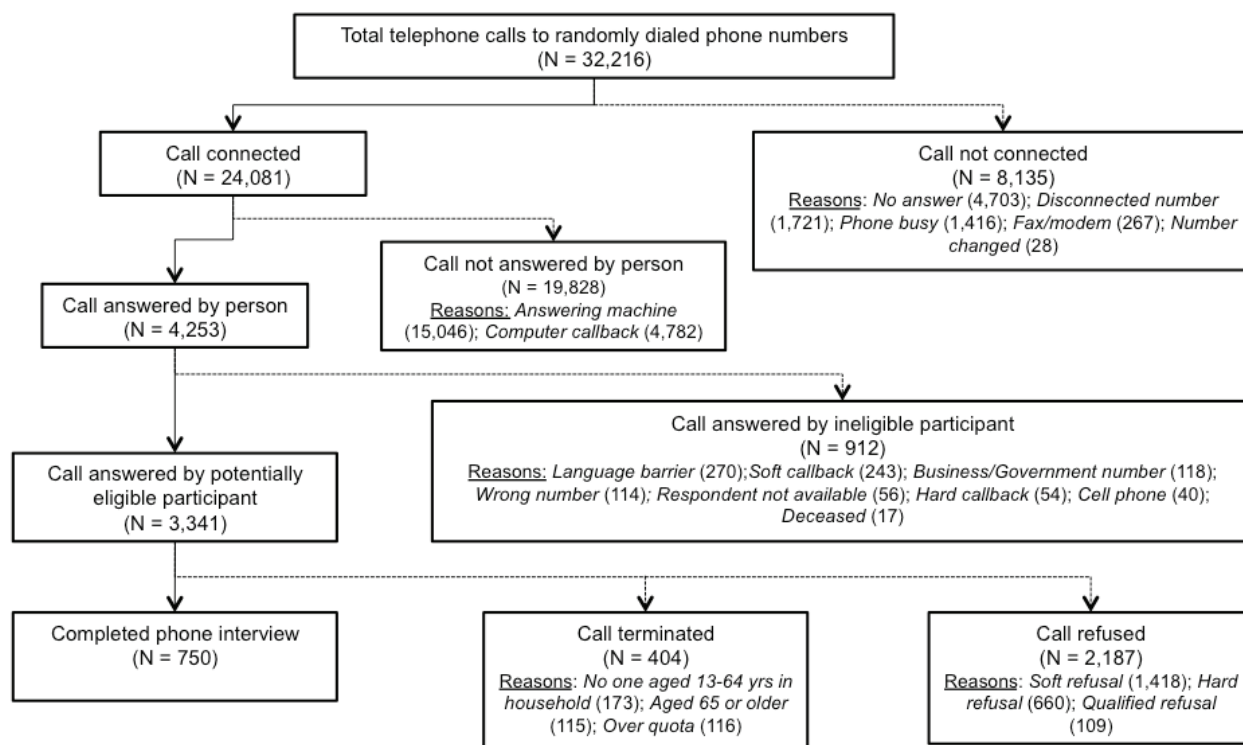 Total telephone calls to randomly dialed phone numbers
(N = 32,216)
Call connected
(N = 24,081)
Call not connected
(N = 8,135)
Reasons: No answer (4,703); Disconnected number
(1,721); Phone busy (1,416); Fax/modem (267); Number
changed (28)
Call answered by person
(N = 4,253)
Call not answered by person
(N = 19,828)
Reasons: Answering machine
(15,046); Computer callback (4,782)
Call answered by potentially
eligible participant
(N = 3,341)
Call answered by ineligible participant
(N = 912)
Reasons: Language barrier (270);Soft callback (243); Business/Government number (118);
Wrong number (114); Respondent not available (56); Hard callback (54); Cell phone (40);
Deceased (17)
Completed phone interview
(N = 750)
Call terminated
(N = 404)
Reasons: No one aged 13-64 yrs in
household (173); Aged 65 or older
(115); Over quota (116)
Call refused
(N = 2,187)
Reasons: Soft refusal (1,418); Hard
refusal (660); Qualified refusal
(109)